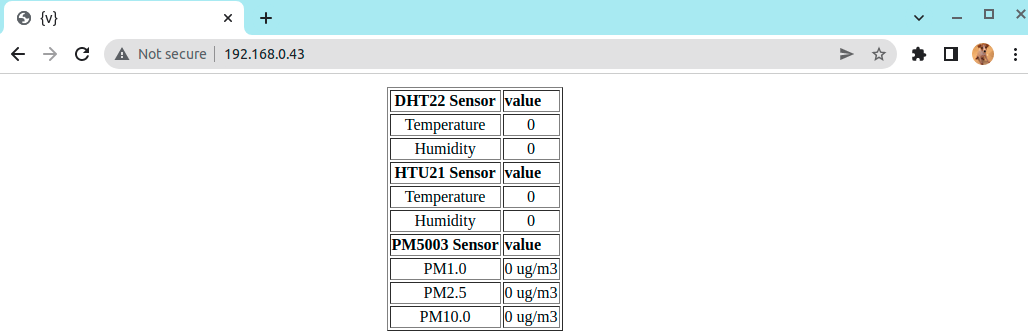 {v}
Not secure 192.168.0.43
DHT22 Sensor value
Temperature 0
Humidity 0
HTU21 Sensor value
Temperature 0
Humidity 0
PM5003 Sensor value
PM1.0 0 ug/m3
PM2.5 0 ug/m3
PM10.0 0 ug/m3